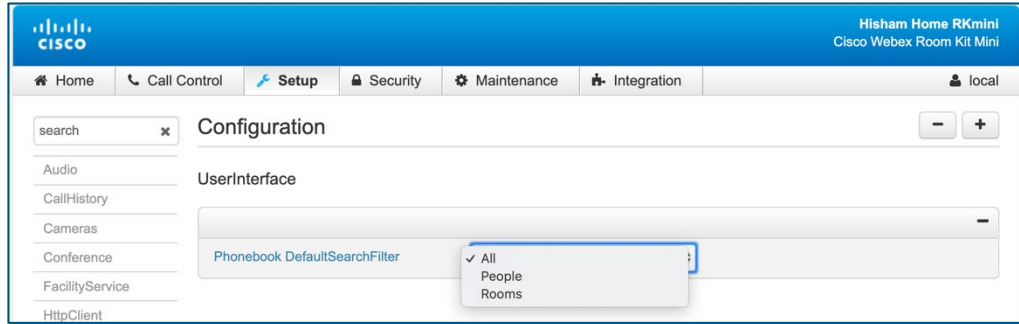 CISCO
Hisham Home RKmini
Cisco Webex Room Kit Mini
Home
Call Control
Setup
Security
Maintenance
Integration
local
search
Configuration
Audio
CallHistory
Cameras
Conference
FacilityService
HttpClient
UserInterface
Phonebook DefaultSearchFilter
✓ All
People
Rooms